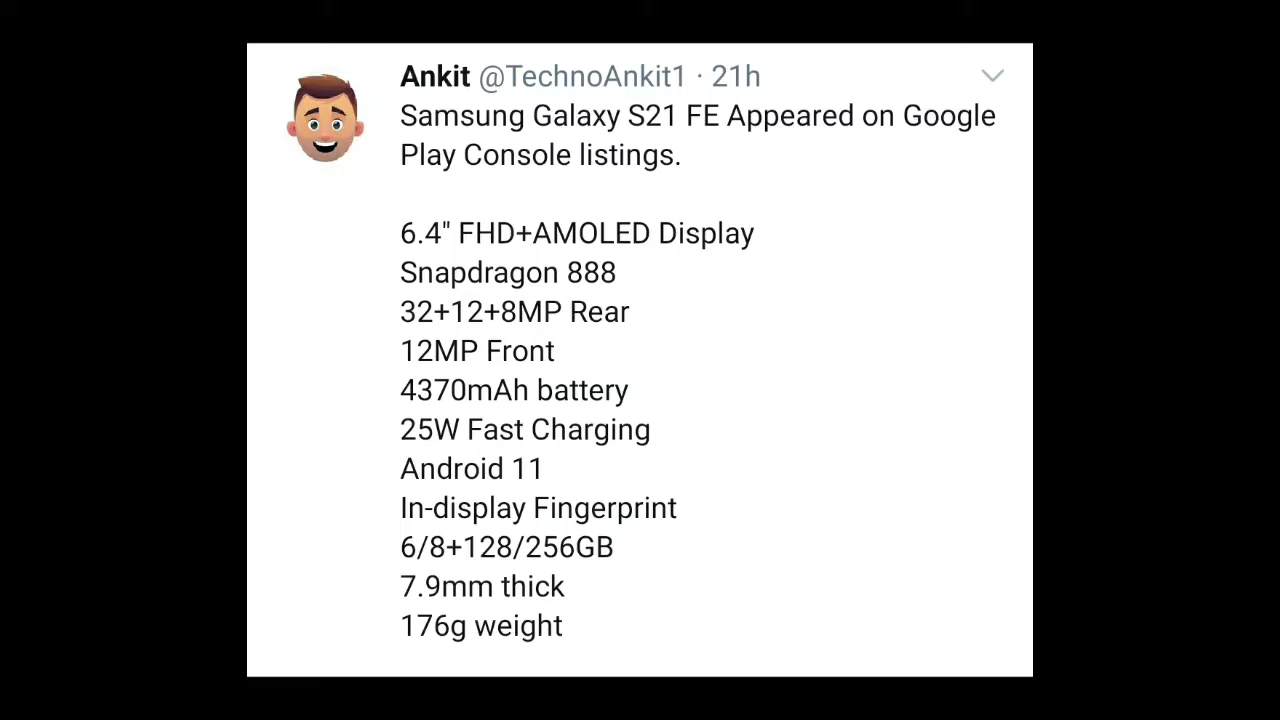 Ankit @TechnoAnkit1 · 21h
Samsung Galaxy S21 FE Appeared on Google
Play Console listings.
6.4" FHD+AMOLED Display
Snapdragon 888
32+12+8MP Rear
12MP Front
4370mAh battery
25W Fast Charging
Android 11
In-display Fingerprint
6/8+128/256GB
7.9mm thick
176g weight